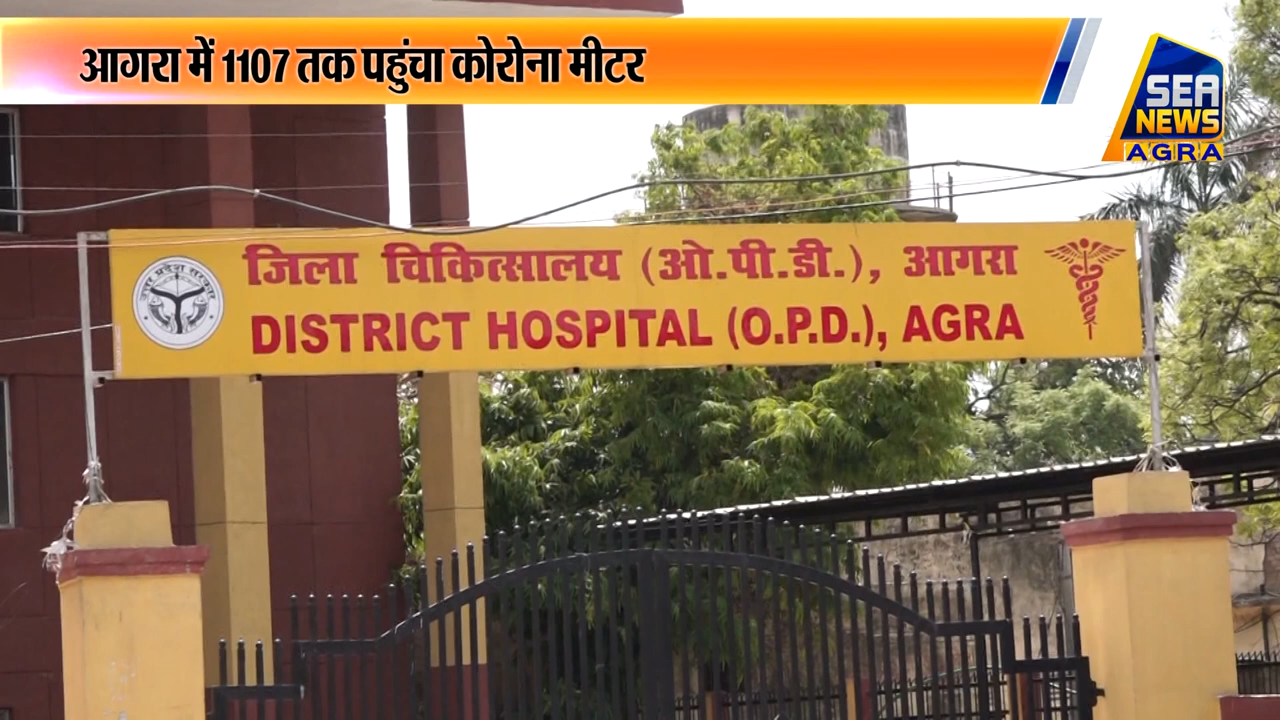 आगरा में 1107 तक पहुंचा कोरोना मीटर
SEA
NEWS
AGRA
जिला चिकित्सालय (ओ.पी.डी.), आगरा
DISTRICT HOSPITAL (O.P.D.), AGRA